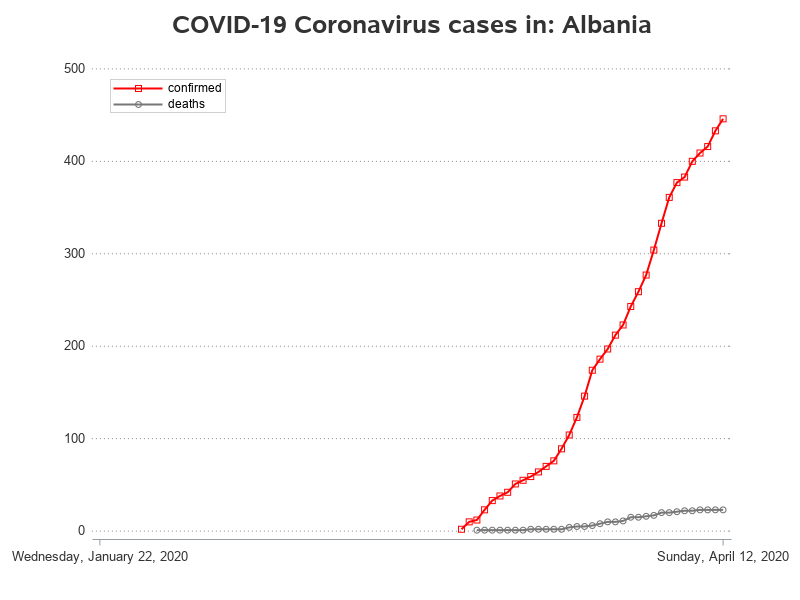 COVID-19 Coronavirus cases in: Albania
500
confirmed
deaths
400
300
200
100
0
Wednesday, January 22, 2020 Sunday, April 12, 2020